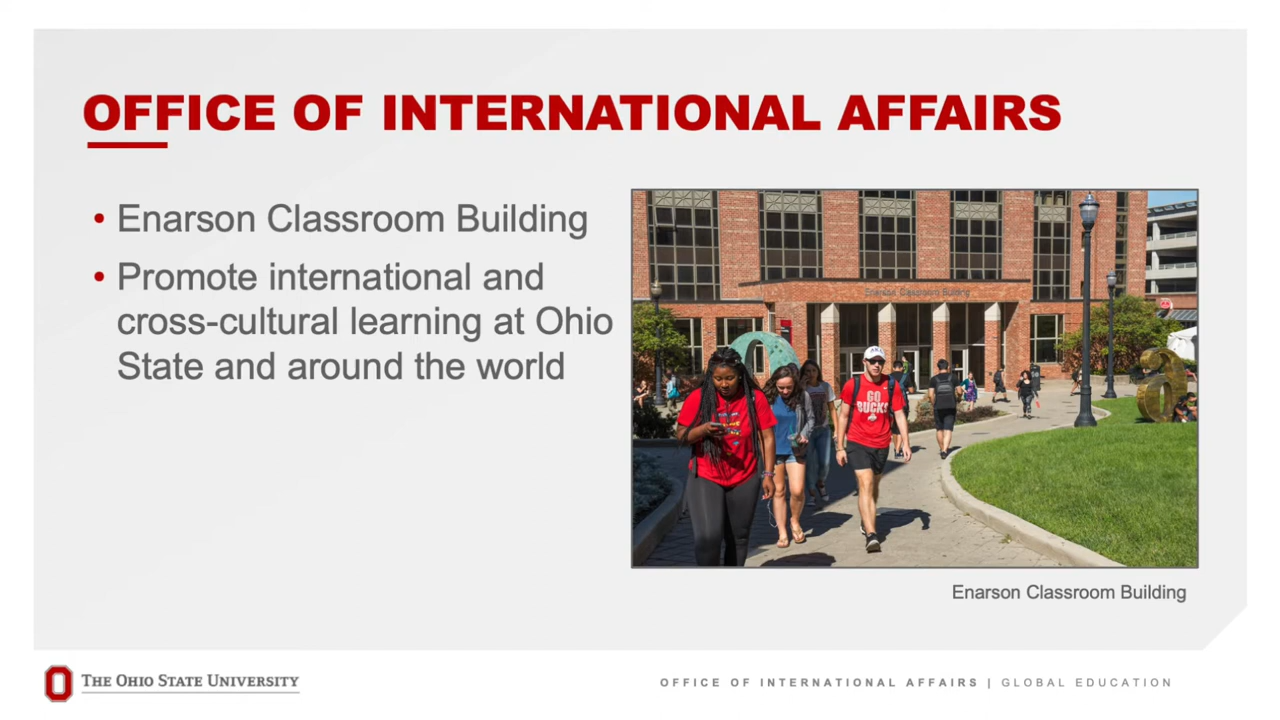 OFFICE OF INTERNATIONAL AFFAIRS
• Enarson Classroom Building
• Promote international and
cross-cultural learning at Ohio
State and around the world
Enarson Classroom Building
GO
BUCKS
Enarson Classroom Building
THE OHIO STATE UNIVERSITY
OFFICE OF INTERNATIONAL AFFAIRS | GLOBAL EDUCATION